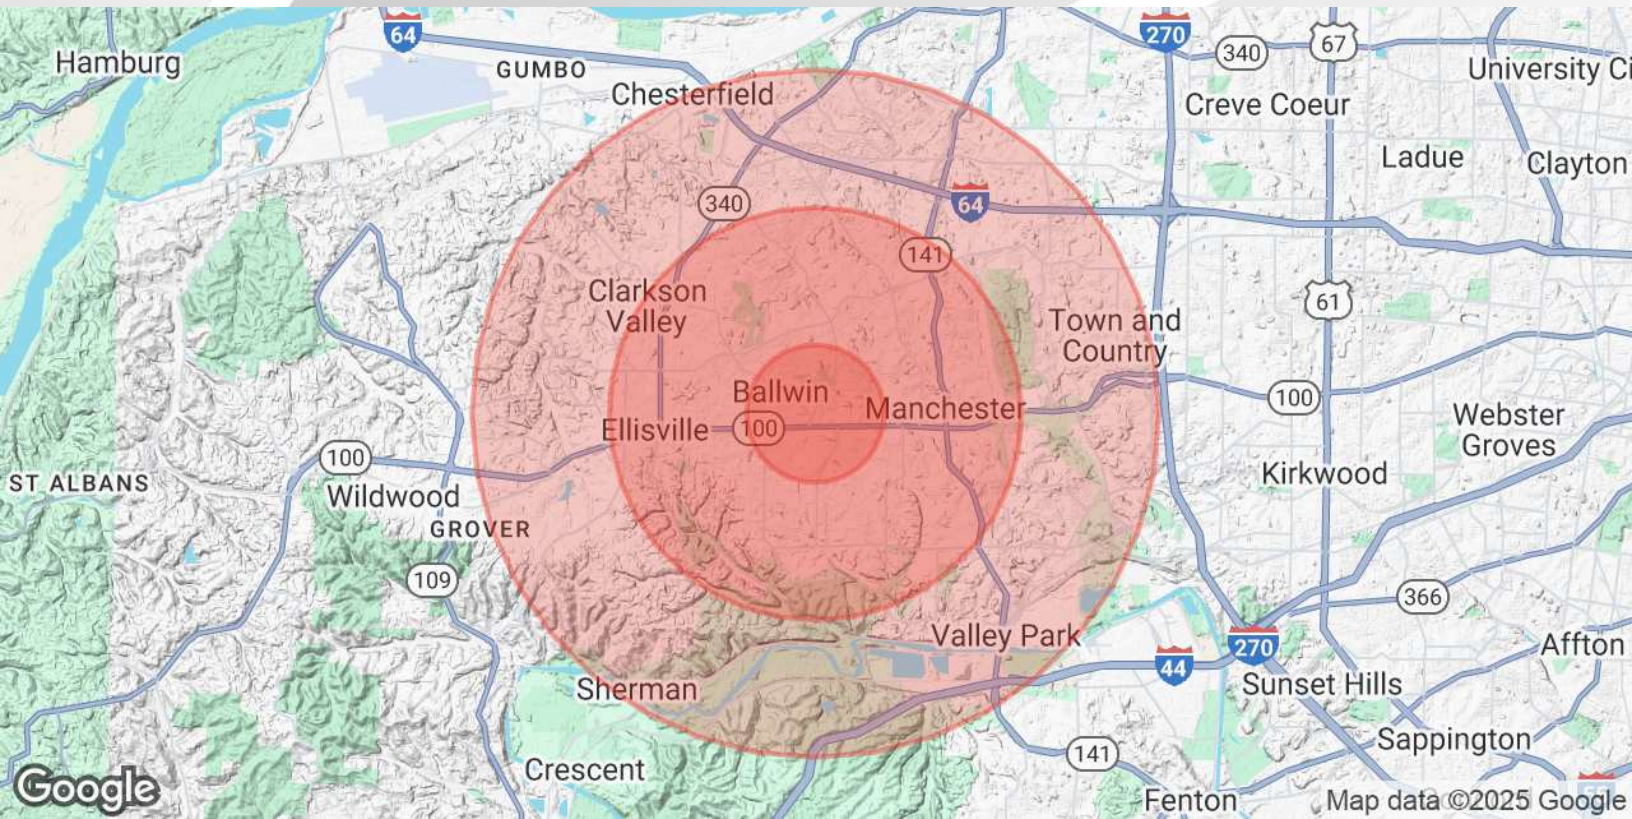 64
270
340
67
Hamburg
GUMBO
University Ci
Chesterfield
Creve Coeur
Ladue
Clayton
340
64
141
Clarkson
Valley
61
Town and
Country
Ballwin
Manchester
100
Ellisville
100
Webster
Groves
100
Wildwood
Kirkwood
ST ALBANS
GROVER
109
366
Valley Park
270
Affton
44
Sherman
Sunset Hills
Sappington
141
Crescent
Google
Fenton
Map data ©2025 Google